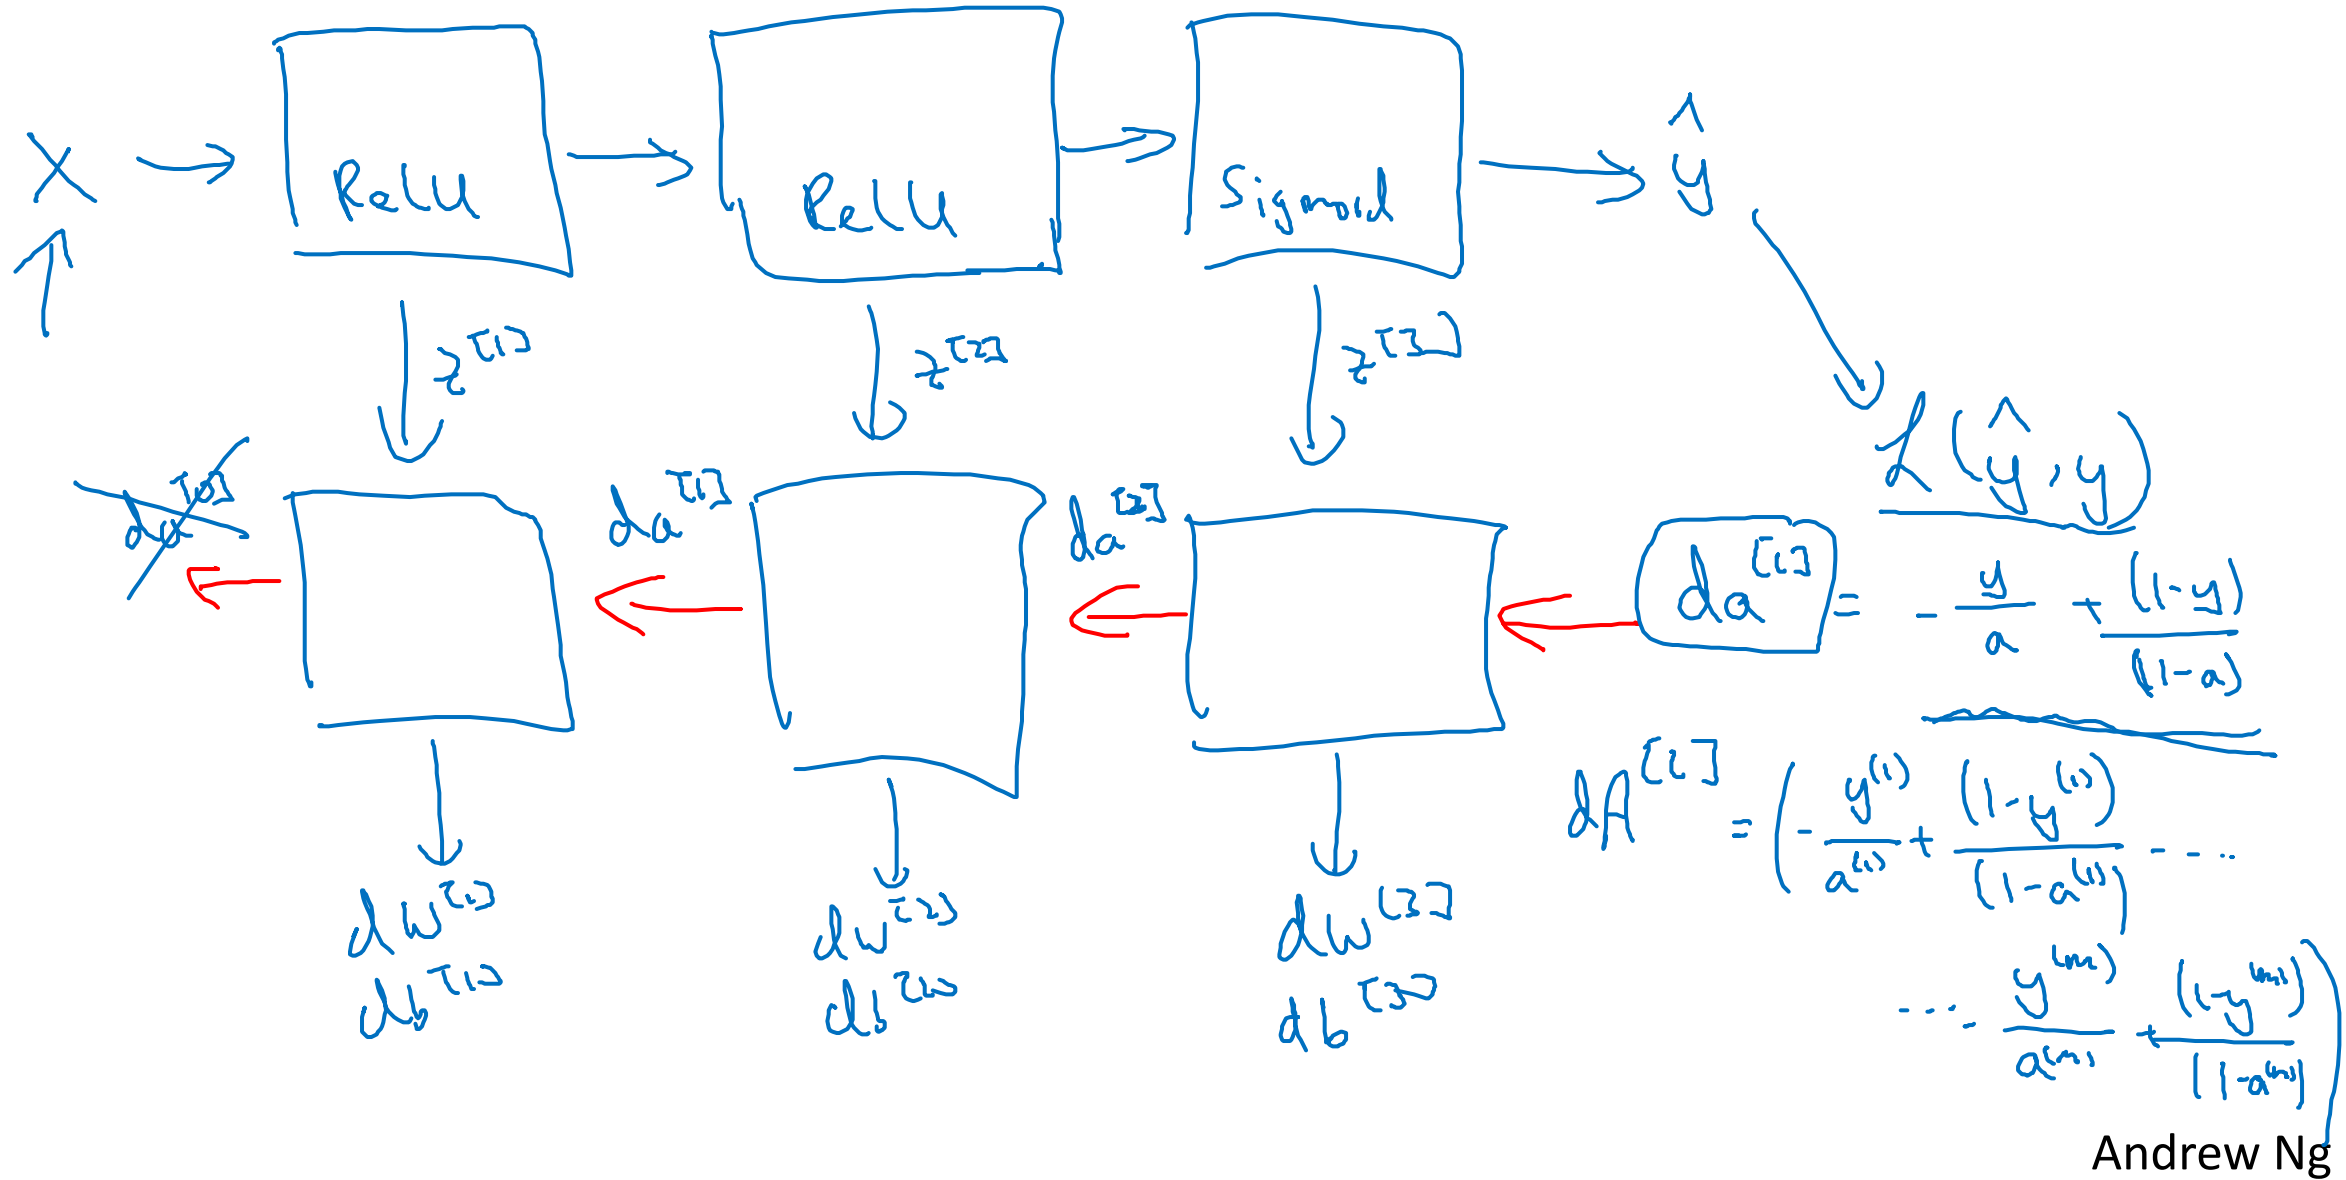 X → ReLU → ReLU → Sigmoid → ŷ
z^[1] z^[2] z^[3]
L(ŷ, y)
da^[0] da^[1] da^[2] da^[l] = - y/a + (1-y)/(1-a)
dA^[l] = (- y^(1)/a^(1) + (1-y^(1))/(1-a^(1)) - - - ..
dW^[1] dW^[2] dW^[3]
db^[1] db^[2] db^[3]
.... - y^(m)/a^(m) + (1-y^(m))/(1-a^(m)) )
Andrew Ng